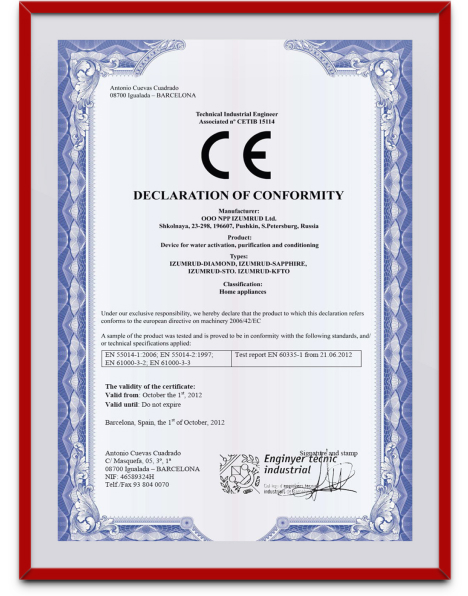 Antonio Cuevas Cuadrado
08700 Igualada – BARCELONA
Technical Industrial Engineer
Associated nº CETIB 15114
CE
DECLARATION OF CONFORMITY
Manufacturer:
OOO NPP IZUMRUD Ltd.
Shkolnaya, 23-298, 196607, Pushkin, S.Petersburg, Russia
Product:
Device for water activation, purification and conditioning
Types:
IZUMRUD-DIAMOND, IZUMRUD-SAPPHIRE,
IZUMRUD-STO. IZUMRUD-KFTO
Classification:
Home appliances
Under our exclusive responsibility, we hereby declare that the product to which this declaration refers
conforms to the european directive on machinery 2006/42/EC
A sample of the product was tested and is proved to be in conformity with the following standards, and/
or technical specifications applied:
EN 55014-1:2006; EN 55014-2:1997; Test report EN 60335-1 from 21.06.2012
EN 61000-3-2; EN 61000-3-3
The validity of the certificate:
Valid from: October the 1st, 2012
Valid until: Do not expire
Barcelona, Spain, the 1st of October, 2012
Antonio Cuevas Cuadrado
C/ Masquefa, 05, 3º, 1ª
08700 Igualada – BARCELONA
NIF: 46589324H
Telf./Fax 93 804 0070
Signature and stamp
Enginyer tècnic
industrial